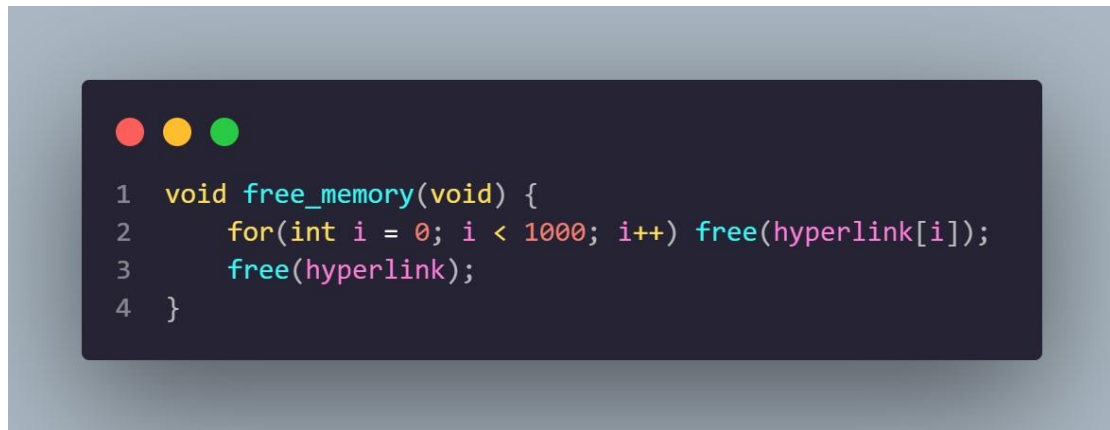 1 void free_memory(void) {
2     for(int i = 0; i < 1000; i++) free(hyperlink[i]);
3     free(hyperlink);
4 }